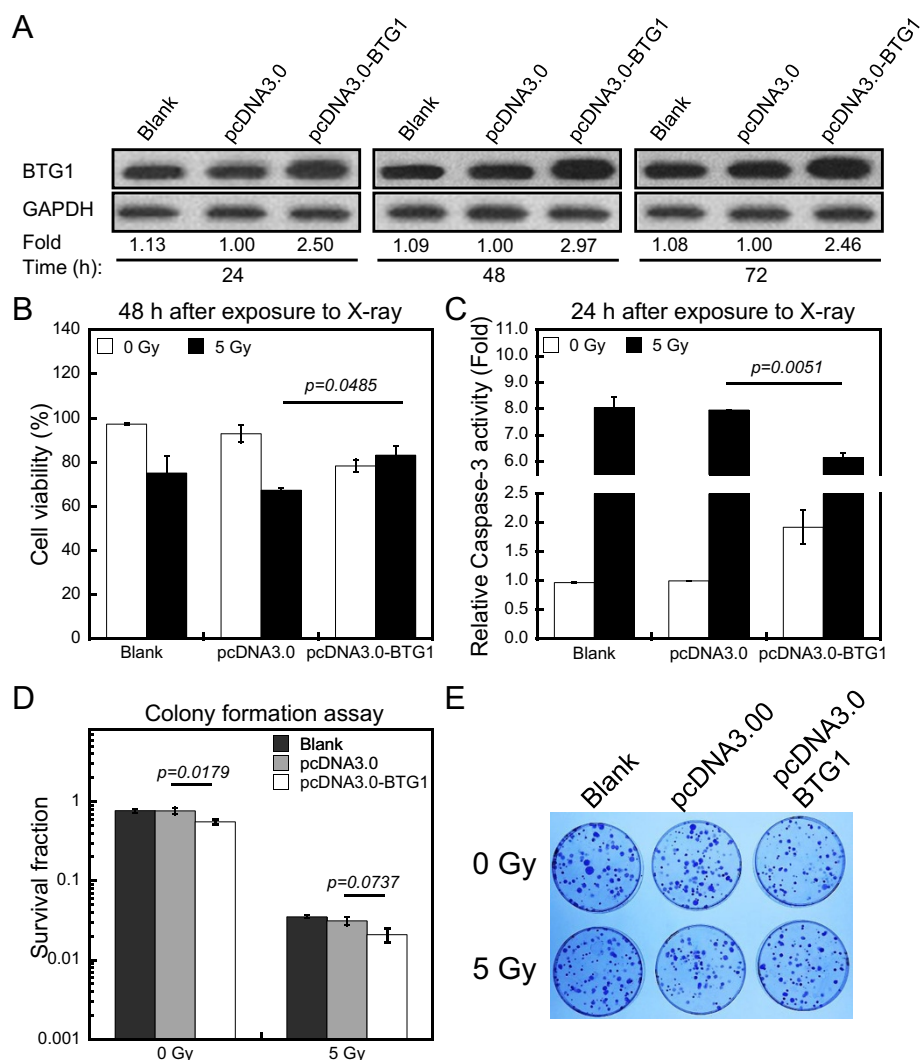 A
Blank pcDNA3.0 pcDNA3.0-BTG1 Blank pcDNA3.0 pcDNA3.0-BTG1 Blank pcDNA3.0 pcDNA3.0-BTG1
BTG1
GAPDH
Fold 1.13 1.00 2.50 1.09 1.00 2.97 1.08 1.00 2.46
Time (h): 24 48 72
B
48 h after exposure to X-ray
Cell viability (%)
140
120
100
80
60
40
20
0
0 Gy 5 Gy
p=0.0485
Blank pcDNA3.0 pcDNA3.0-BTG1
C
24 h after exposure to X-ray
Relative Caspase-3 activity (Fold)
11.0
10.0
9.0
8.0
7.0
6.0
2.5
2.0
1.5
1.0
0.5
0.0
0 Gy 5 Gy
p=0.0051
Blank pcDNA3.0 pcDNA3.0-BTG1
D
Colony formation assay
Survival fraction
1
0.1
0.01
0.001
Blank
pcDNA3.0
pcDNA3.0-BTG1
p=0.0179
p=0.0737
0 Gy 5 Gy
E
Blank pcDNA3.00 pcDNA3.0
BTG1
0 Gy
5 Gy